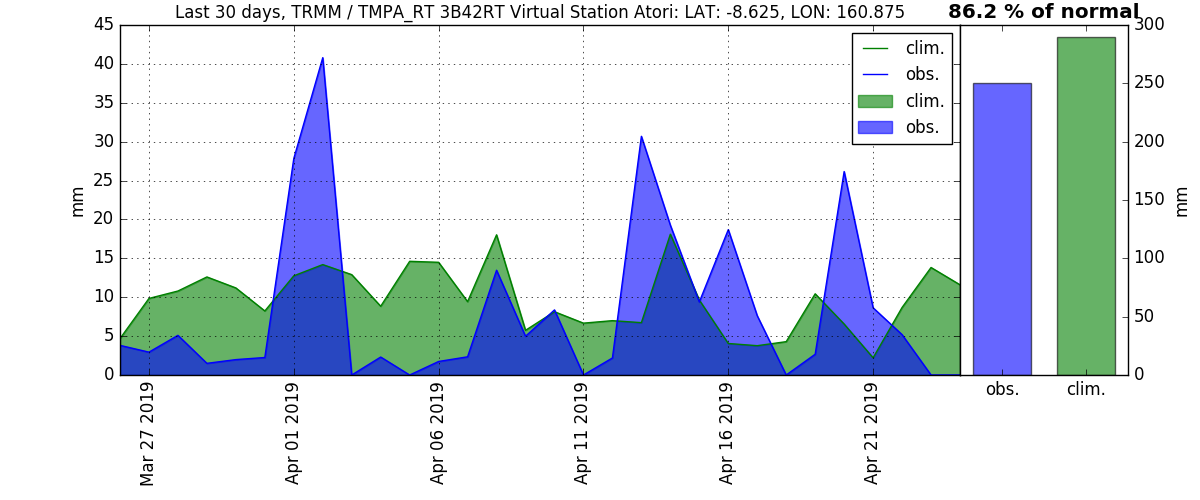 Last 30 days, TRMM / TMPA_RT 3B42RT Virtual Station Atori: LAT: -8.625, LON: 160.875
86.2 % of normal
45
40
35
30
25
20
15
10
5
0
mm
clim.
obs.
clim.
obs.
Mar 27 2019
Apr 01 2019
Apr 06 2019
Apr 11 2019
Apr 16 2019
Apr 21 2019
300
250
200
150
100
50
0
mm
obs.
clim.